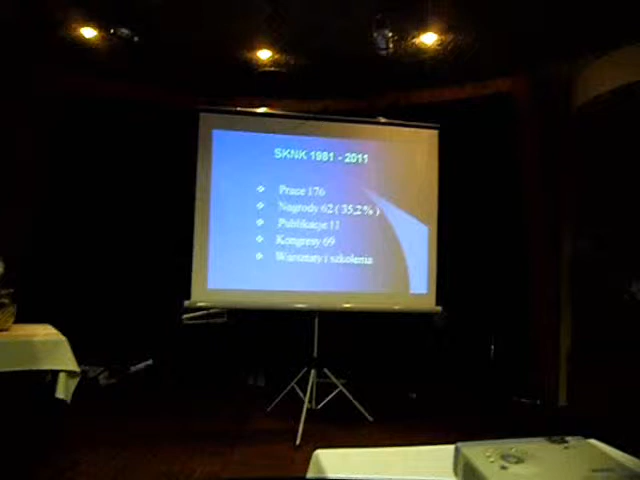 SKNK 1981 - 2011
❖ Prace 176
❖ Nagrody 62 ( 35,2 % )
❖ Publikacje 11
❖ Kongresy 69
❖ Warsztaty i szkolenia